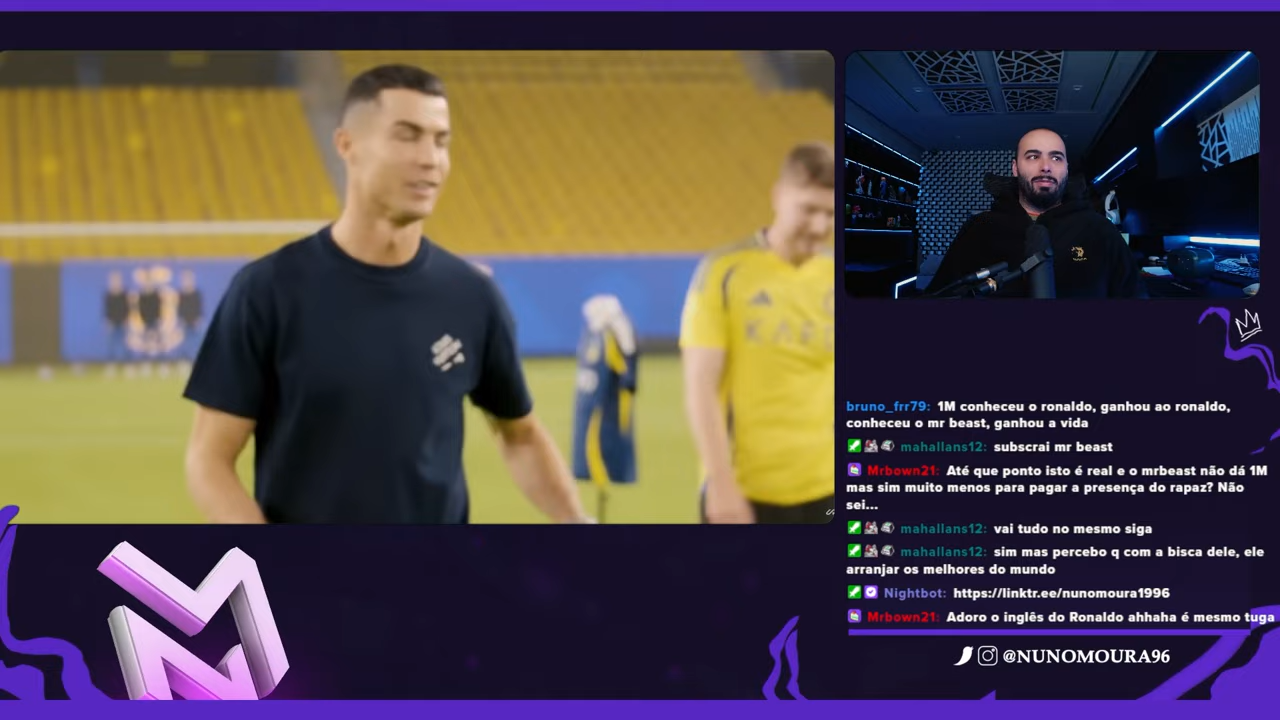 bruno_frr79: 1M conheceu o ronaldo, ganhou ao ronaldo,
conheceu o mr beast, ganhou a vida
mahallans12: subscrai mr beast
Mrbown21: Até que ponto isto é real e o mrbeast não dá 1M
mas sim muito menos para pagar a presença do rapaz? Não
sei...
mahallans12: vai tudo no mesmo siga
mahallans12: sim mas percebo q com a bisca dele, ele
arranjar os melhores do mundo
Nightbot: https://linktr.ee/nunomoura1996
Mrbown21: Adoro o inglês do Ronaldo ahhaha é mesmo tuga
@NUNOMOURA96